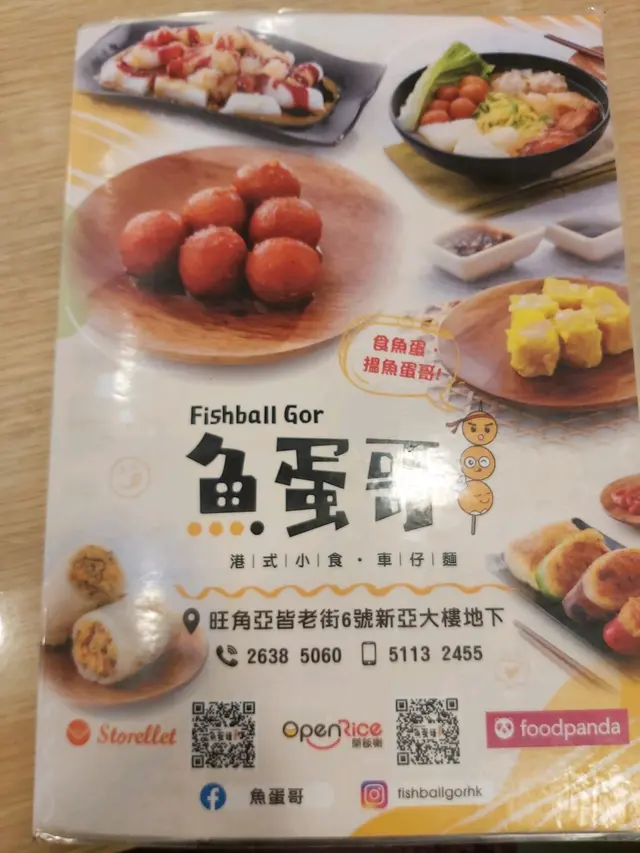 食魚蛋，
搵魚蛋哥!
Fishball Gor
魚蛋哥
港|式|小|食・車|仔|麵
旺角亞皆老街6號新亞大樓地下
2638 5060 5113 2455
Storellet OpenRice 開飯喇 foodpanda
魚蛋哥 fishballgorhk